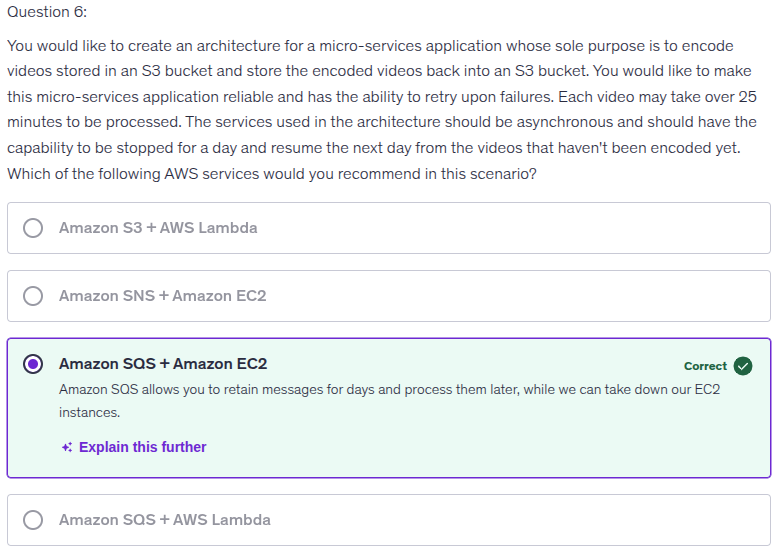 Question 6:
You would like to create an architecture for a micro-services application whose sole purpose is to encode
videos stored in an S3 bucket and store the encoded videos back into an S3 bucket. You would like to make
this micro-services application reliable and has the ability to retry upon failures. Each video may take over 25
minutes to be processed. The services used in the architecture should be asynchronous and should have the
capability to be stopped for a day and resume the next day from the videos that haven't been encoded yet.
Which of the following AWS services would you recommend in this scenario?
Amazon S3 + AWS Lambda
Amazon SNS + Amazon EC2
Amazon SQS + Amazon EC2
Correct
Amazon SQS allows you to retain messages for days and process them later, while we can take down our EC2
instances.
Explain this further
Amazon SQS + AWS Lambda